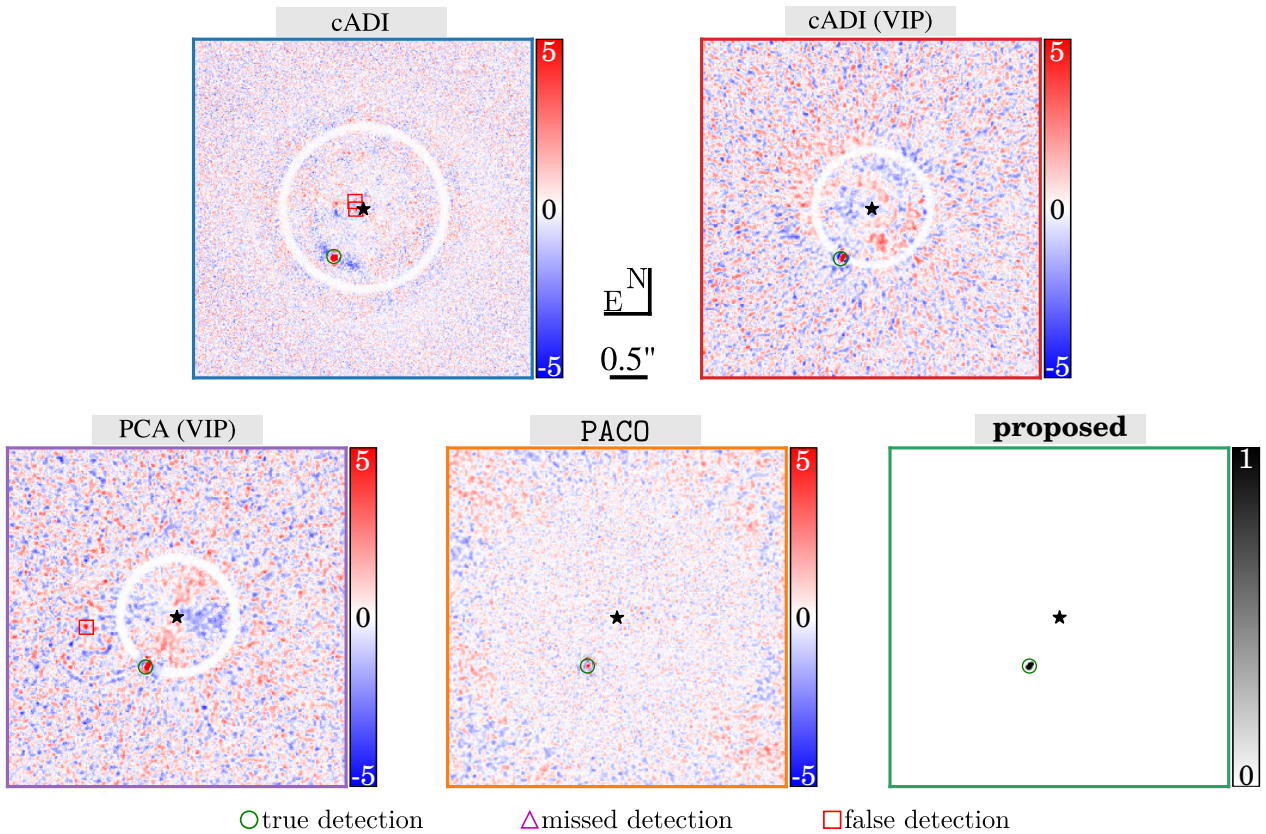 cADI
cADI (VIP)
5
0
-5
5
0
-5
N
E
0.5"
PCA (VIP)
PACO
proposed
5
0
-5
5
0
-5
1
0
true detection
missed detection
false detection